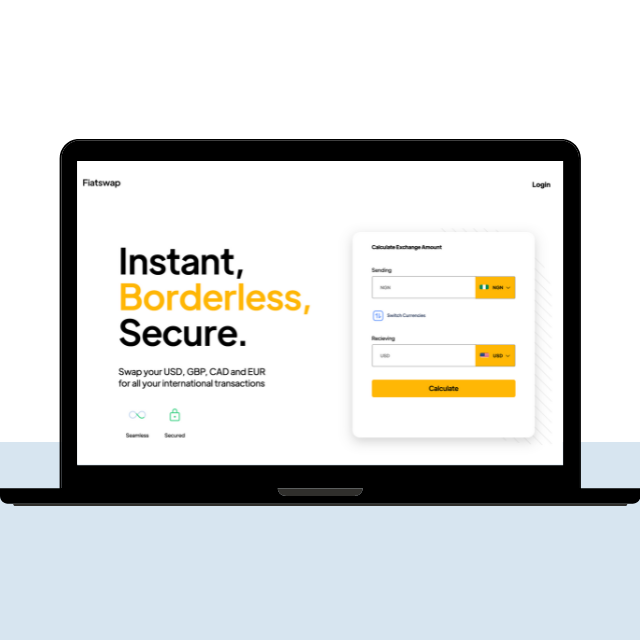 Fiatswap
Login
Instant,
Borderless,
Secure.
Swap your USD, GBP, CAD and EUR
for all your international transactions
Seamless
Secured
Calculate Exchange Amount
Sending
NGN
NGN
Switch Currencies
Recieving
USD
USD
Calculate